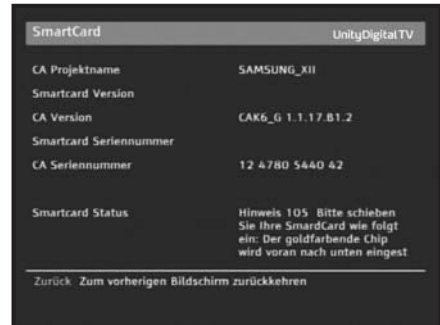 SmartCard UnityDigitalTV
CA Projektname SAMSUNG_XII
Smartcard Version
CA Version CAK6_G 1.1.17.B1.2
Smartcard Seriennummer
CA Seriennummer 12 4780 5440 42
Smartcard Status Hinweis 105 Bitte schieben
Sie Ihre SmardCard wie folgt
ein: Der goldfarbende Chip
wird voran nach unten eingest
Zurück Zum vorherigen Bildschirm zurückkehren